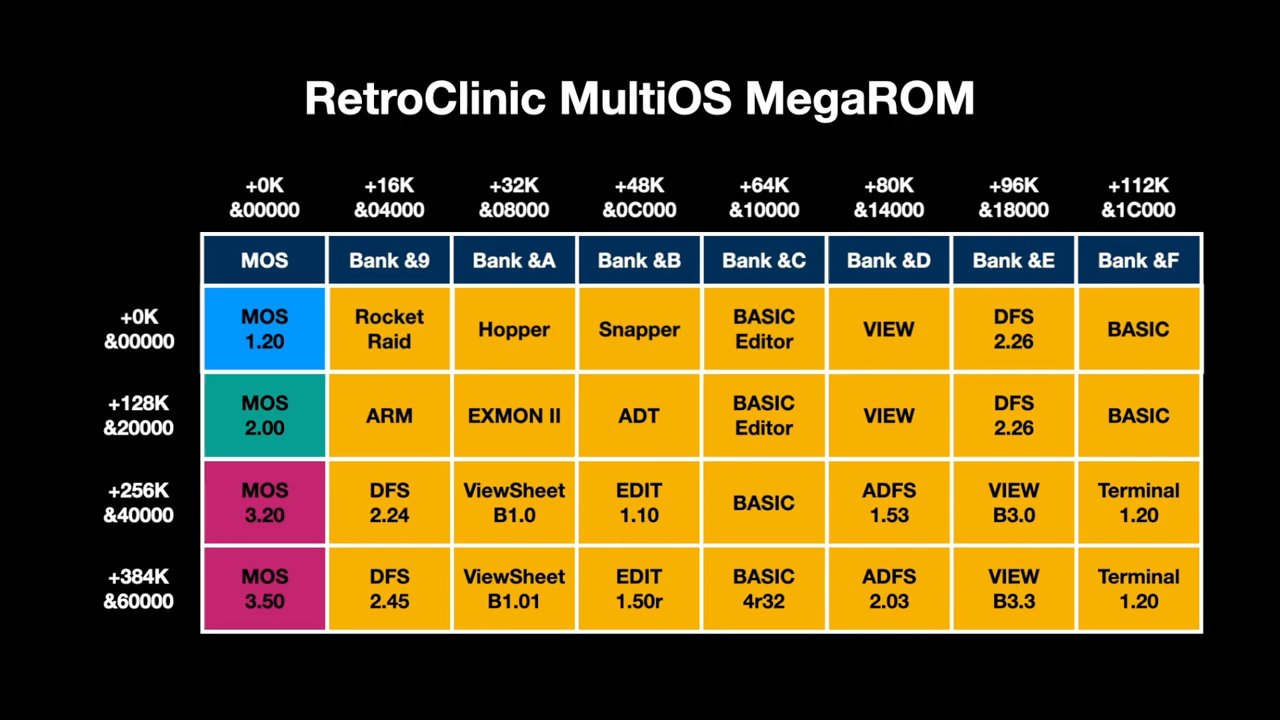 RetroClinic MultiOS MegaROM
+0K +16K +32K +48K +64K +80K +96K +112K
&00000 &04000 &08000 &0C000 &10000 &14000 &18000 &1C000
MOS Bank &9 Bank &A Bank &B Bank &C Bank &D Bank &E Bank &F
+0K
&00000
MOS
1.20
Rocket
Raid
Hopper
Snapper
BASIC
Editor
VIEW
DFS
2.26
BASIC
+128K
&20000
MOS
2.00
ARM
EXMON II
ADT
BASIC
Editor
VIEW
DFS
2.26
BASIC
+256K
&40000
MOS
3.20
DFS
2.24
ViewSheet
B1.0
EDIT
1.10
BASIC
ADFS
1.53
VIEW
B3.0
Terminal
1.20
+384K
&60000
MOS
3.50
DFS
2.45
ViewSheet
B1.01
EDIT
1.50r
BASIC
4r32
ADFS
2.03
VIEW
B3.3
Terminal
1.20